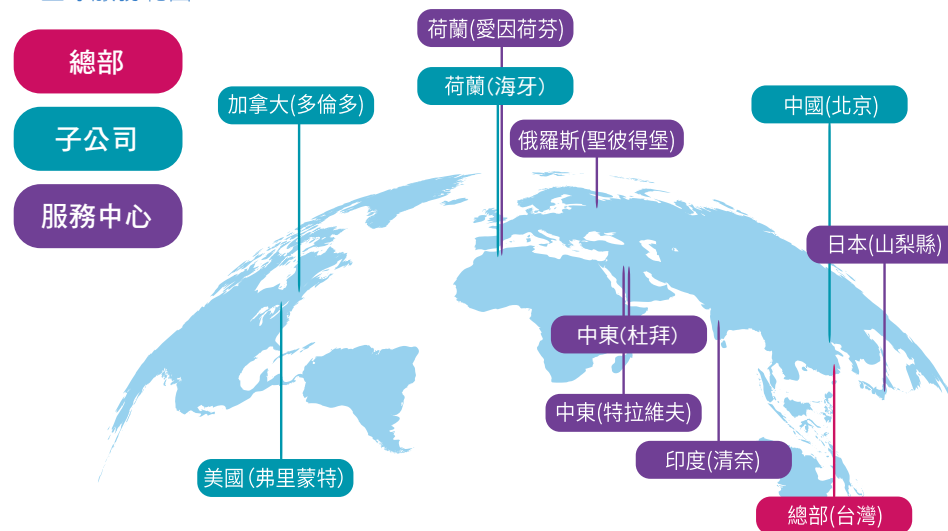 總部
子公司
服務中心
荷蘭(愛因荷芬)
荷蘭(海牙)
加拿大(多倫多)
中國(北京)
俄羅斯(聖彼得堡)
日本(山梨縣)
中東(杜拜)
中東(特拉維夫)
印度(清奈)
美國(弗里蒙特)
總部(台灣)